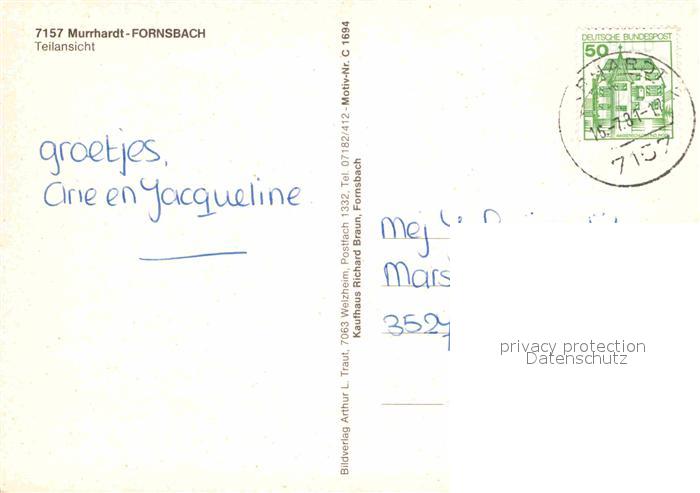 7157 Murrhardt-FORNSBACH
Teilansicht
groetjes,
Arie en Jacqueline
Bildverlag Arthur L. Traut, 7063 Welzheim, Postfach 1332, Tel. 07182/412 - Motiv-Nr. C 1694
Kaufhaus Richard Braun, Fornsbach
DEUTSCHE BUNDESPOST
50
7157
Mej
Mars
3527
privacy protection
Datenschutz